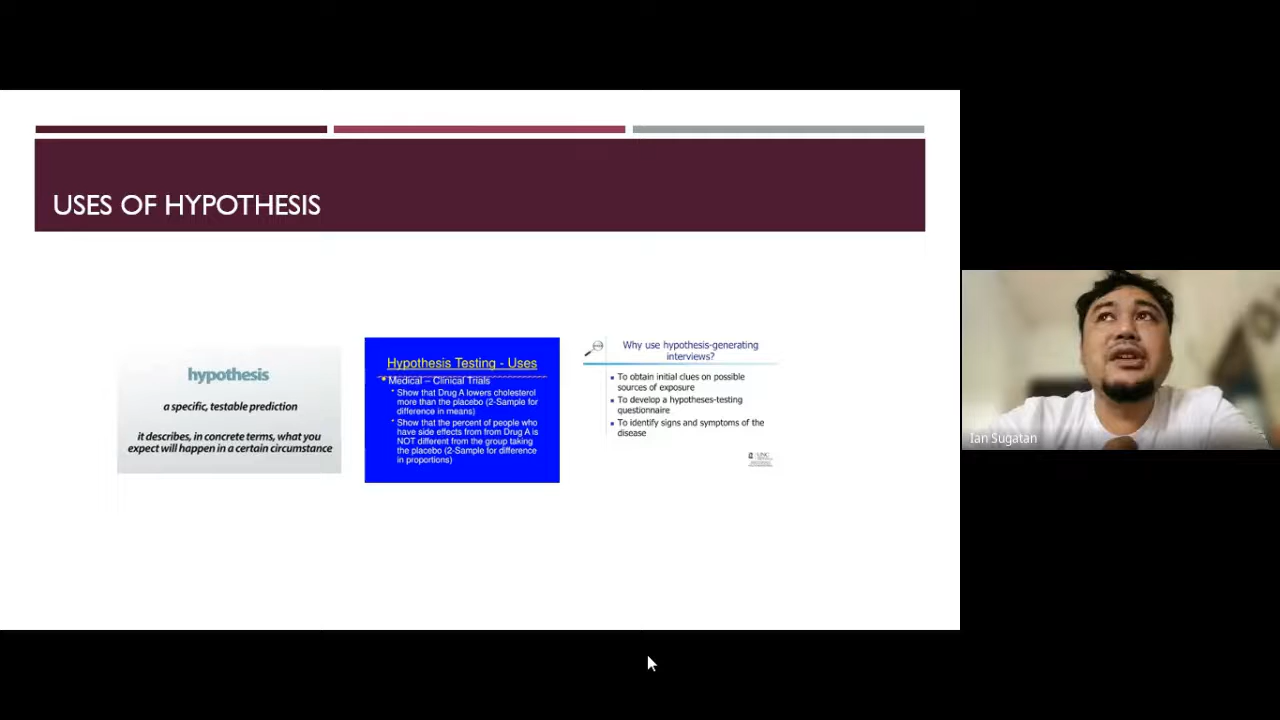 USES OF HYPOTHESIS
hypothesis
a specific, testable prediction
it describes, in concrete terms, what you
expect will happen in a certain circumstance
Hypothesis Testing - Uses
* Medical – Clinical Trials
* Show that Drug A lowers cholesterol
more than the placebo (2-Sample for
difference in means)
* Show that the percent of people who
have side effects from from Drug A is
NOT different from the group taking
the placebo (2-Sample for difference
in proportions)
Why use hypothesis-generating
interviews?
▪ To obtain initial clues on possible
sources of exposure
▪ To develop a hypotheses-testing
questionnaire
▪ To identify signs and symptoms of the
disease
UNC
Ian Sugatan